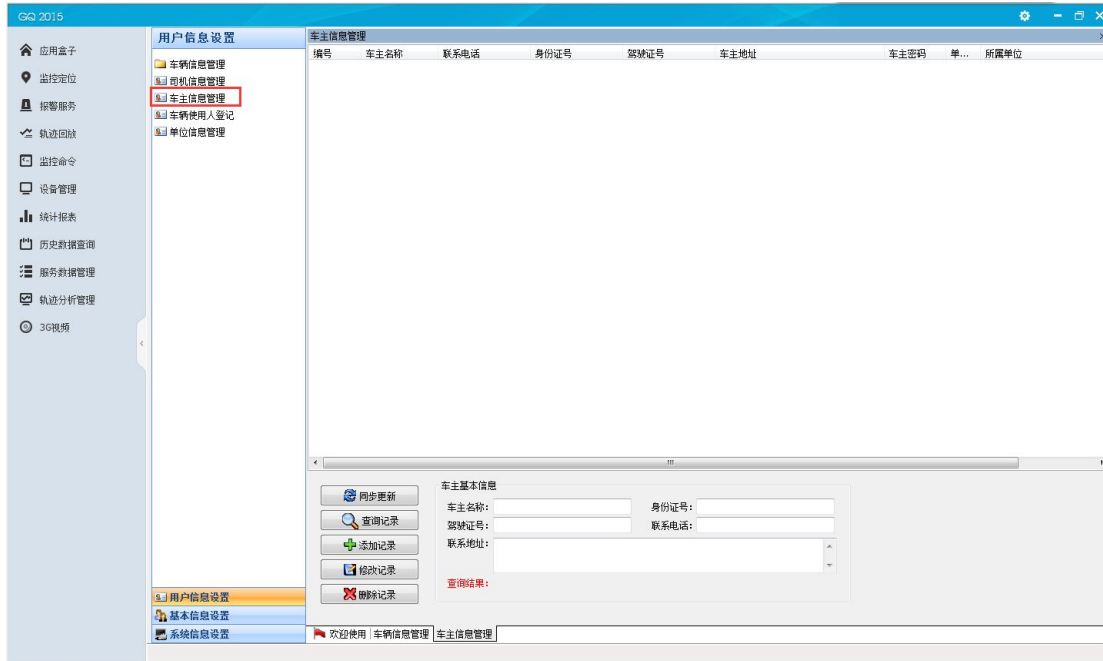 GQ 2015
应用盒子
监控定位
报警服务
轨迹回放
监控命令
设备管理
统计报表
历史数据查询
服务数据管理
轨迹分析管理
3G视频
用户信息设置
车辆信息管理
司机信息管理
车主信息管理
车辆使用人登记
单位信息管理
用户信息设置
基本信息设置
系统信息设置
车主信息管理
编号 车主名称 联系电话 身份证号 驾驶证号 车主地址 车主密码 单... 所属单位
同步更新
查询记录
添加记录
修改记录
删除记录
车主基本信息
车主名称: 身份证号:
驾驶证号: 联系电话:
联系地址:
查询结果:
欢迎使用 车辆信息管理 车主信息管理